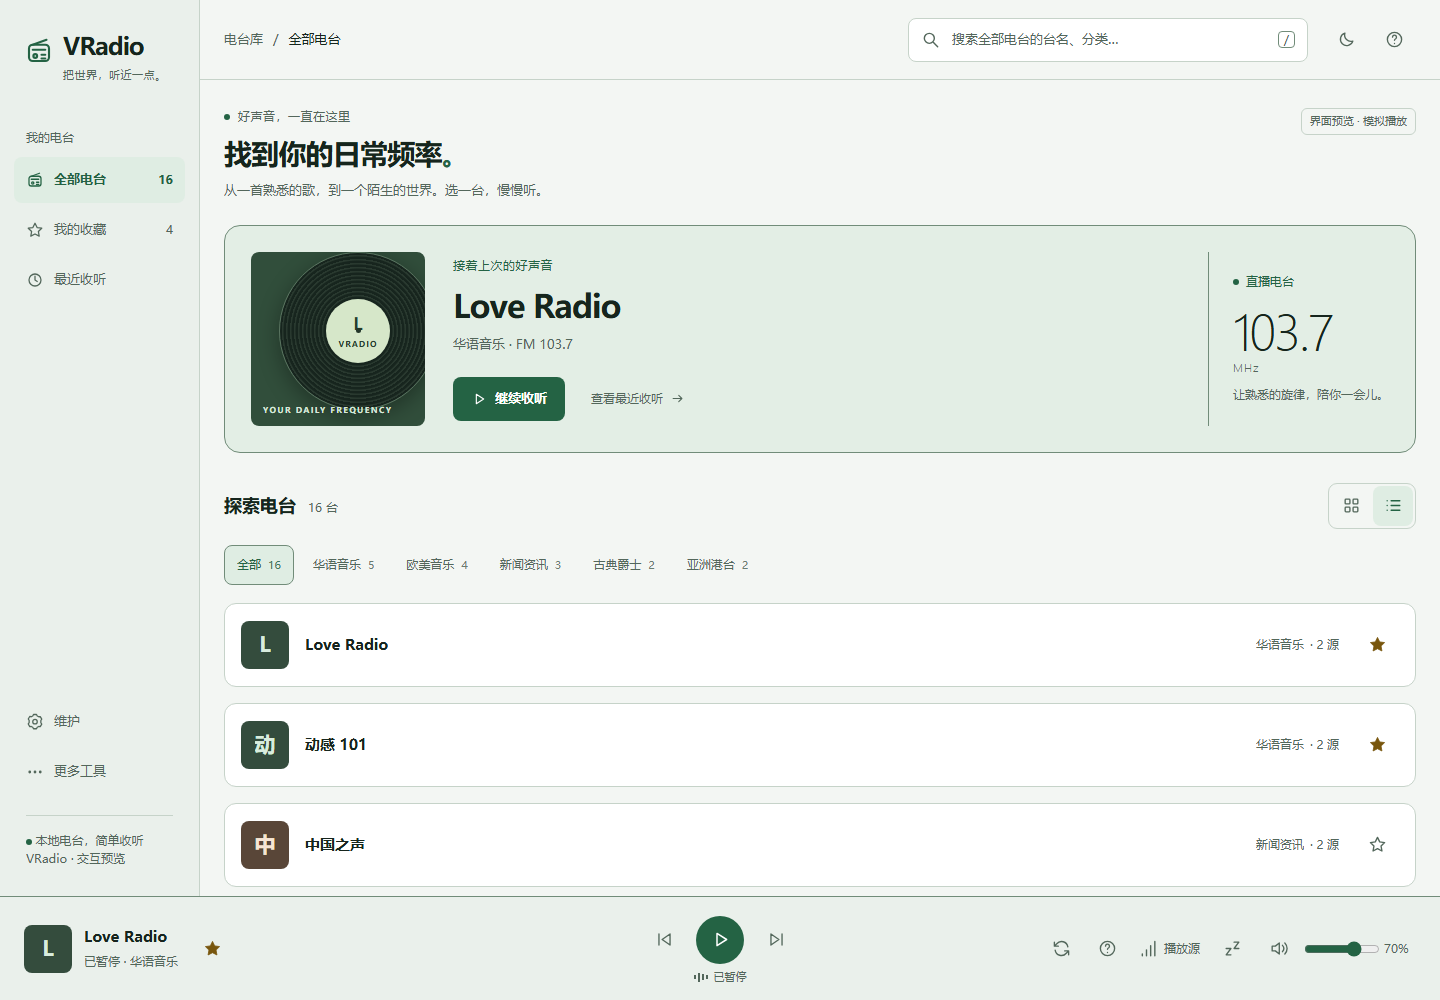 VRadio
把世界，听近一点。
我的电台
全部电台 16
我的收藏 4
最近收听
维护
更多工具
本地电台，简单收听
VRadio · 交互预览
电台库 / 全部电台
搜索全部电台的台名、分类... /
好声音，一直在这里
界面预览 · 模拟播放
找到你的日常频率。
从一首熟悉的歌，到一个陌生的世界。选一台，慢慢听。
L
VRADIO
YOUR DAILY FREQUENCY
接着上次的好声音
Love Radio
华语音乐 · FM 103.7
继续收听 查看最近收听 →
直播电台
103.7
MHz
让熟悉的旋律，陪你一会儿。
探索电台 16 台
全部 16 华语音乐 5 欧美音乐 4 新闻资讯 3 古典爵士 2 亚洲港台 2
L Love Radio 华语音乐 · 2 源
动 动感 101 华语音乐 · 2 源
中 中国之声 新闻资讯 · 2 源
L
Love Radio
已暂停 · 华语音乐
已暂停
播放源 zZ 70%